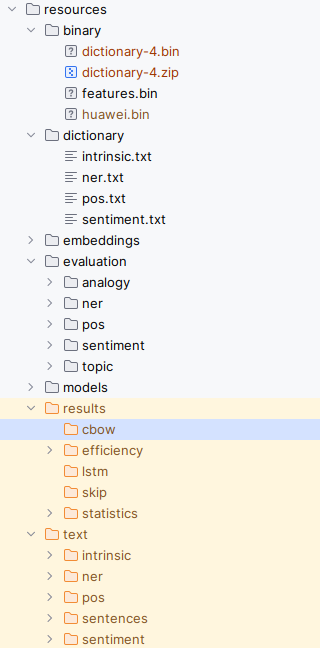 resources
binary
dictionary-4.bin
dictionary-4.zip
features.bin
huawei.bin
dictionary
intrinsic.txt
ner.txt
pos.txt
sentiment.txt
embeddings
evaluation
analogy
ner
pos
sentiment
topic
models
results
cbow
efficiency
lstm
skip
statistics
text
intrinsic
ner
pos
sentences
sentiment